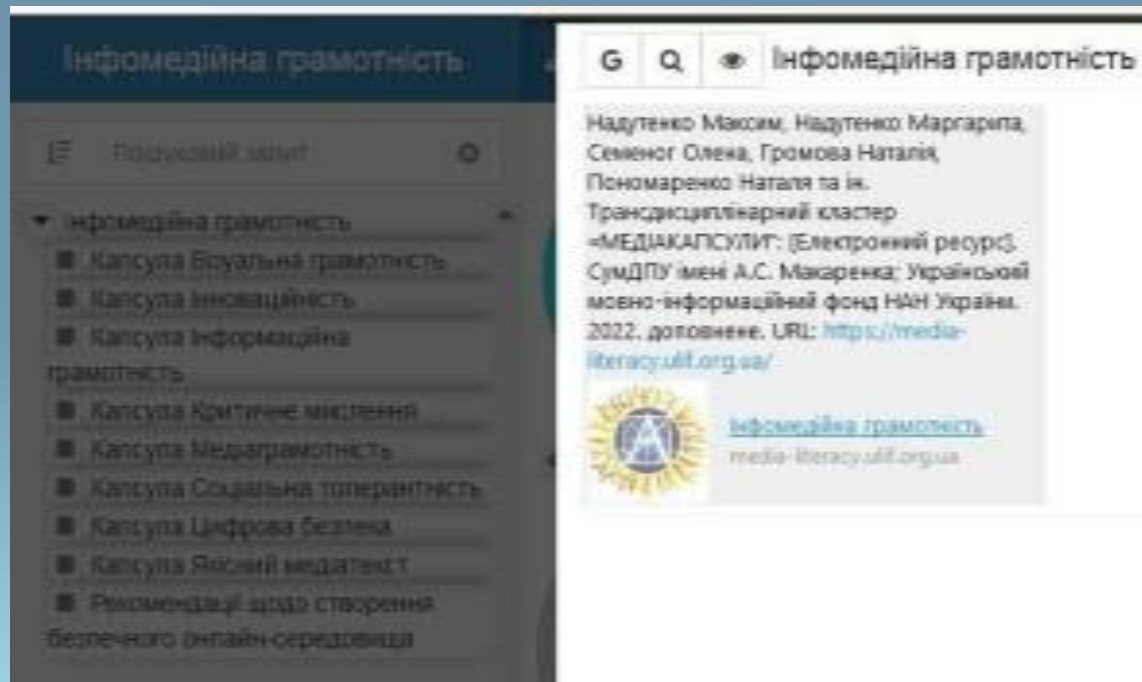 Інфомедійна грамотність
Пошуковий запит
Інфомедійна грамотність
Капсула Візуальна грамотність
Капсула Інноваційність
Капсула Інформаційна
грамотність
Капсула Критичне мислення
Капсула Медіаграмотність
Капсула Соціальна толерантність
Капсула Цифрова безпека
Капсула Якісний медіатекст
Рекомендації щодо створення
безпечного онлайн-середовища
G Інфомедійна грамотність
Надутенко Максим, Надутенко Маргарита,
Семеног Олена, Громова Наталія,
Пономаренко Наталя та ін.
Трансдисциплінарний кластер
«МЕДІАКАПСУЛИ": [Електронний ресурс].
СумДПУ імені А.С. Макаренка; Український
мовно-інформаційний фонд НАН України.
2022, доповнене. URL: https://media-
literacy.ulif.org.ua/
Інфомедійна грамотність
media-literacy.ulif.org.ua